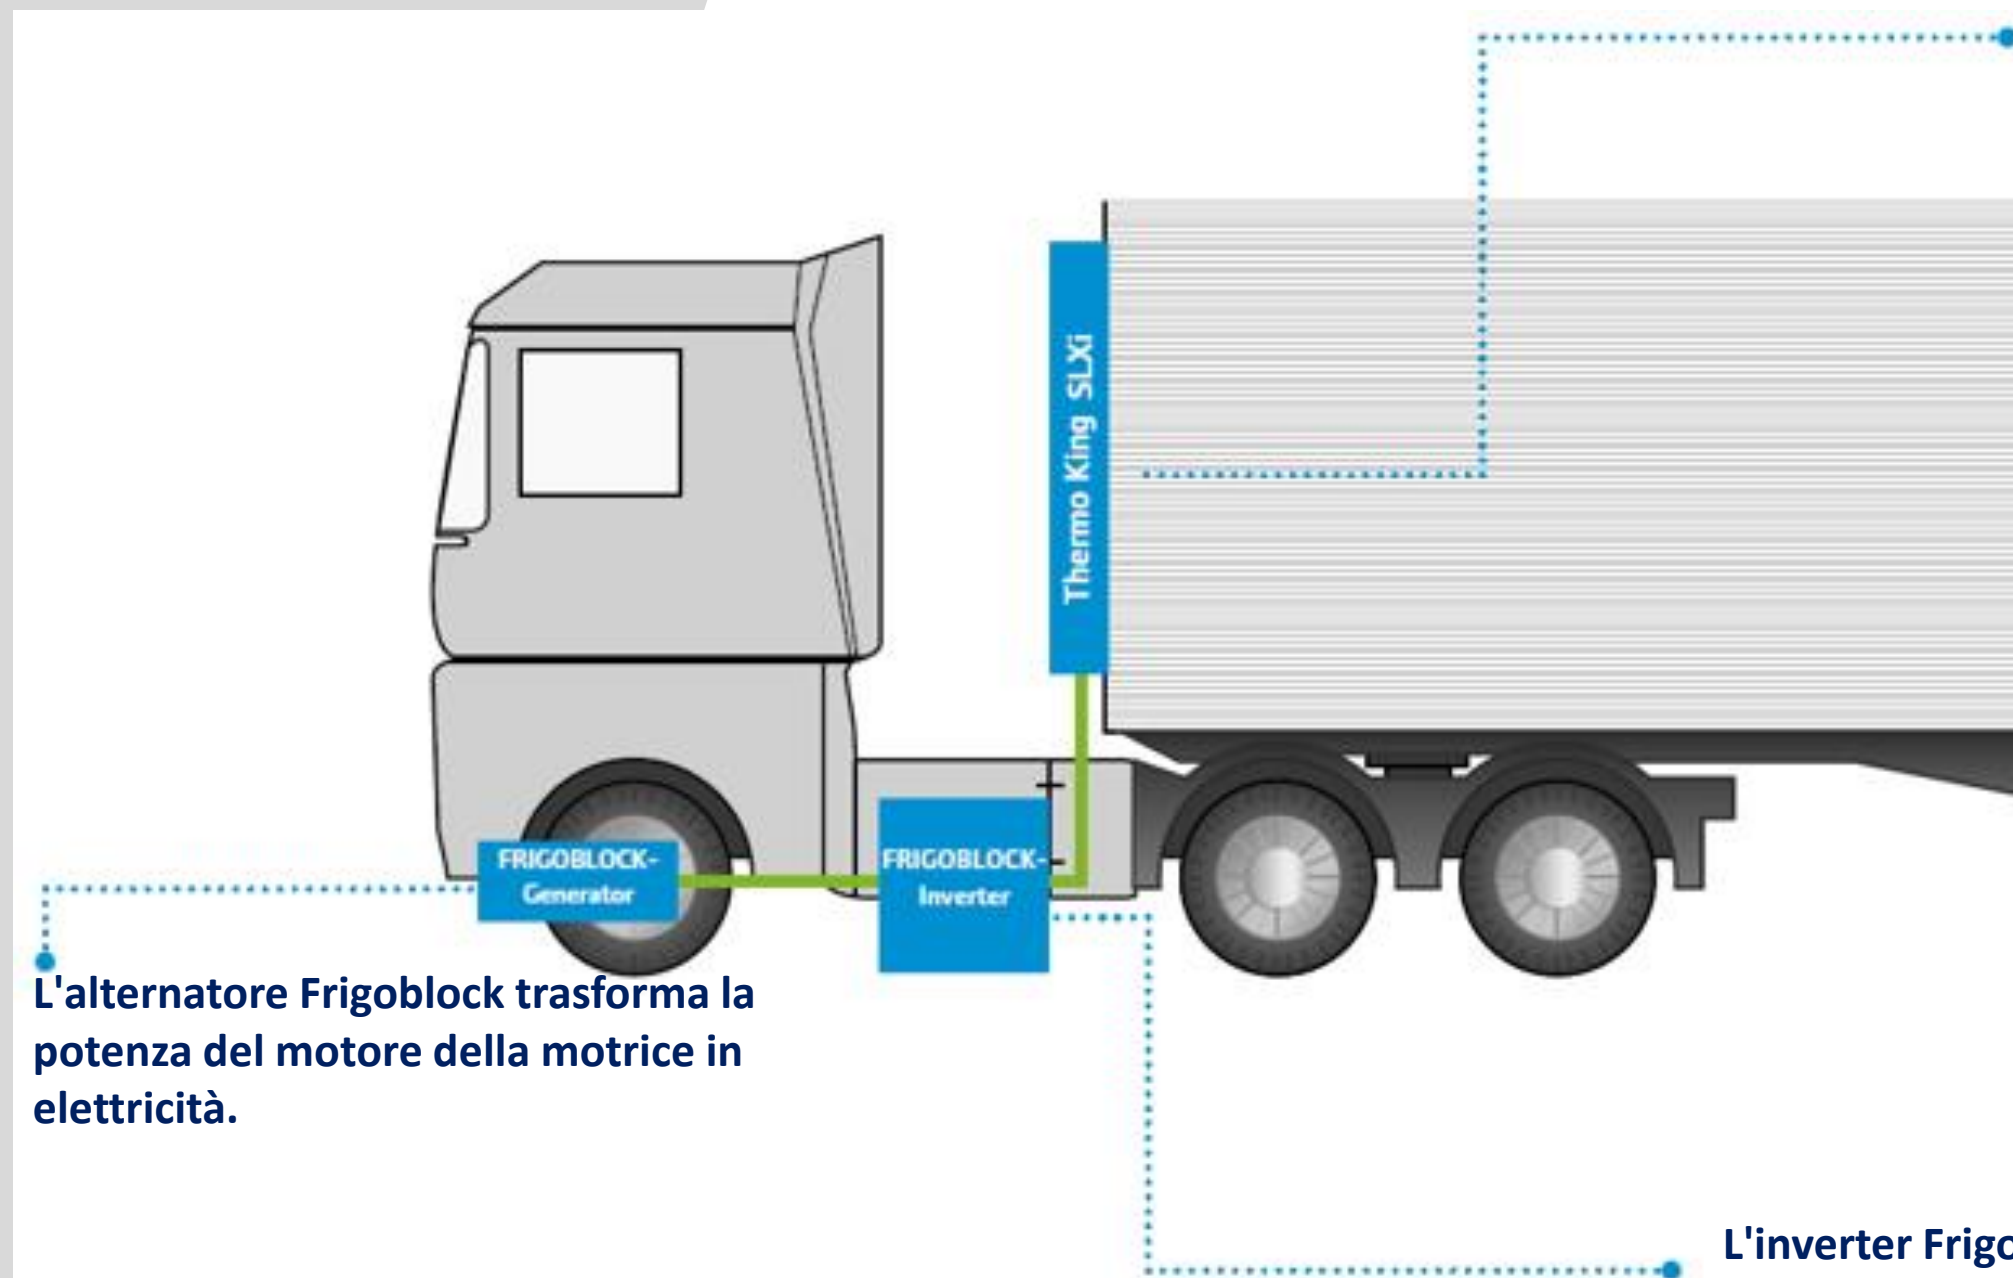 Thermo King SLXi
FRIGOBLOCK-
Generator
FRIGOBLOCK-
Inverter
L'alternatore Frigoblock trasforma la
potenza del motore della motrice in
elettricità.
L'inverter Frigo